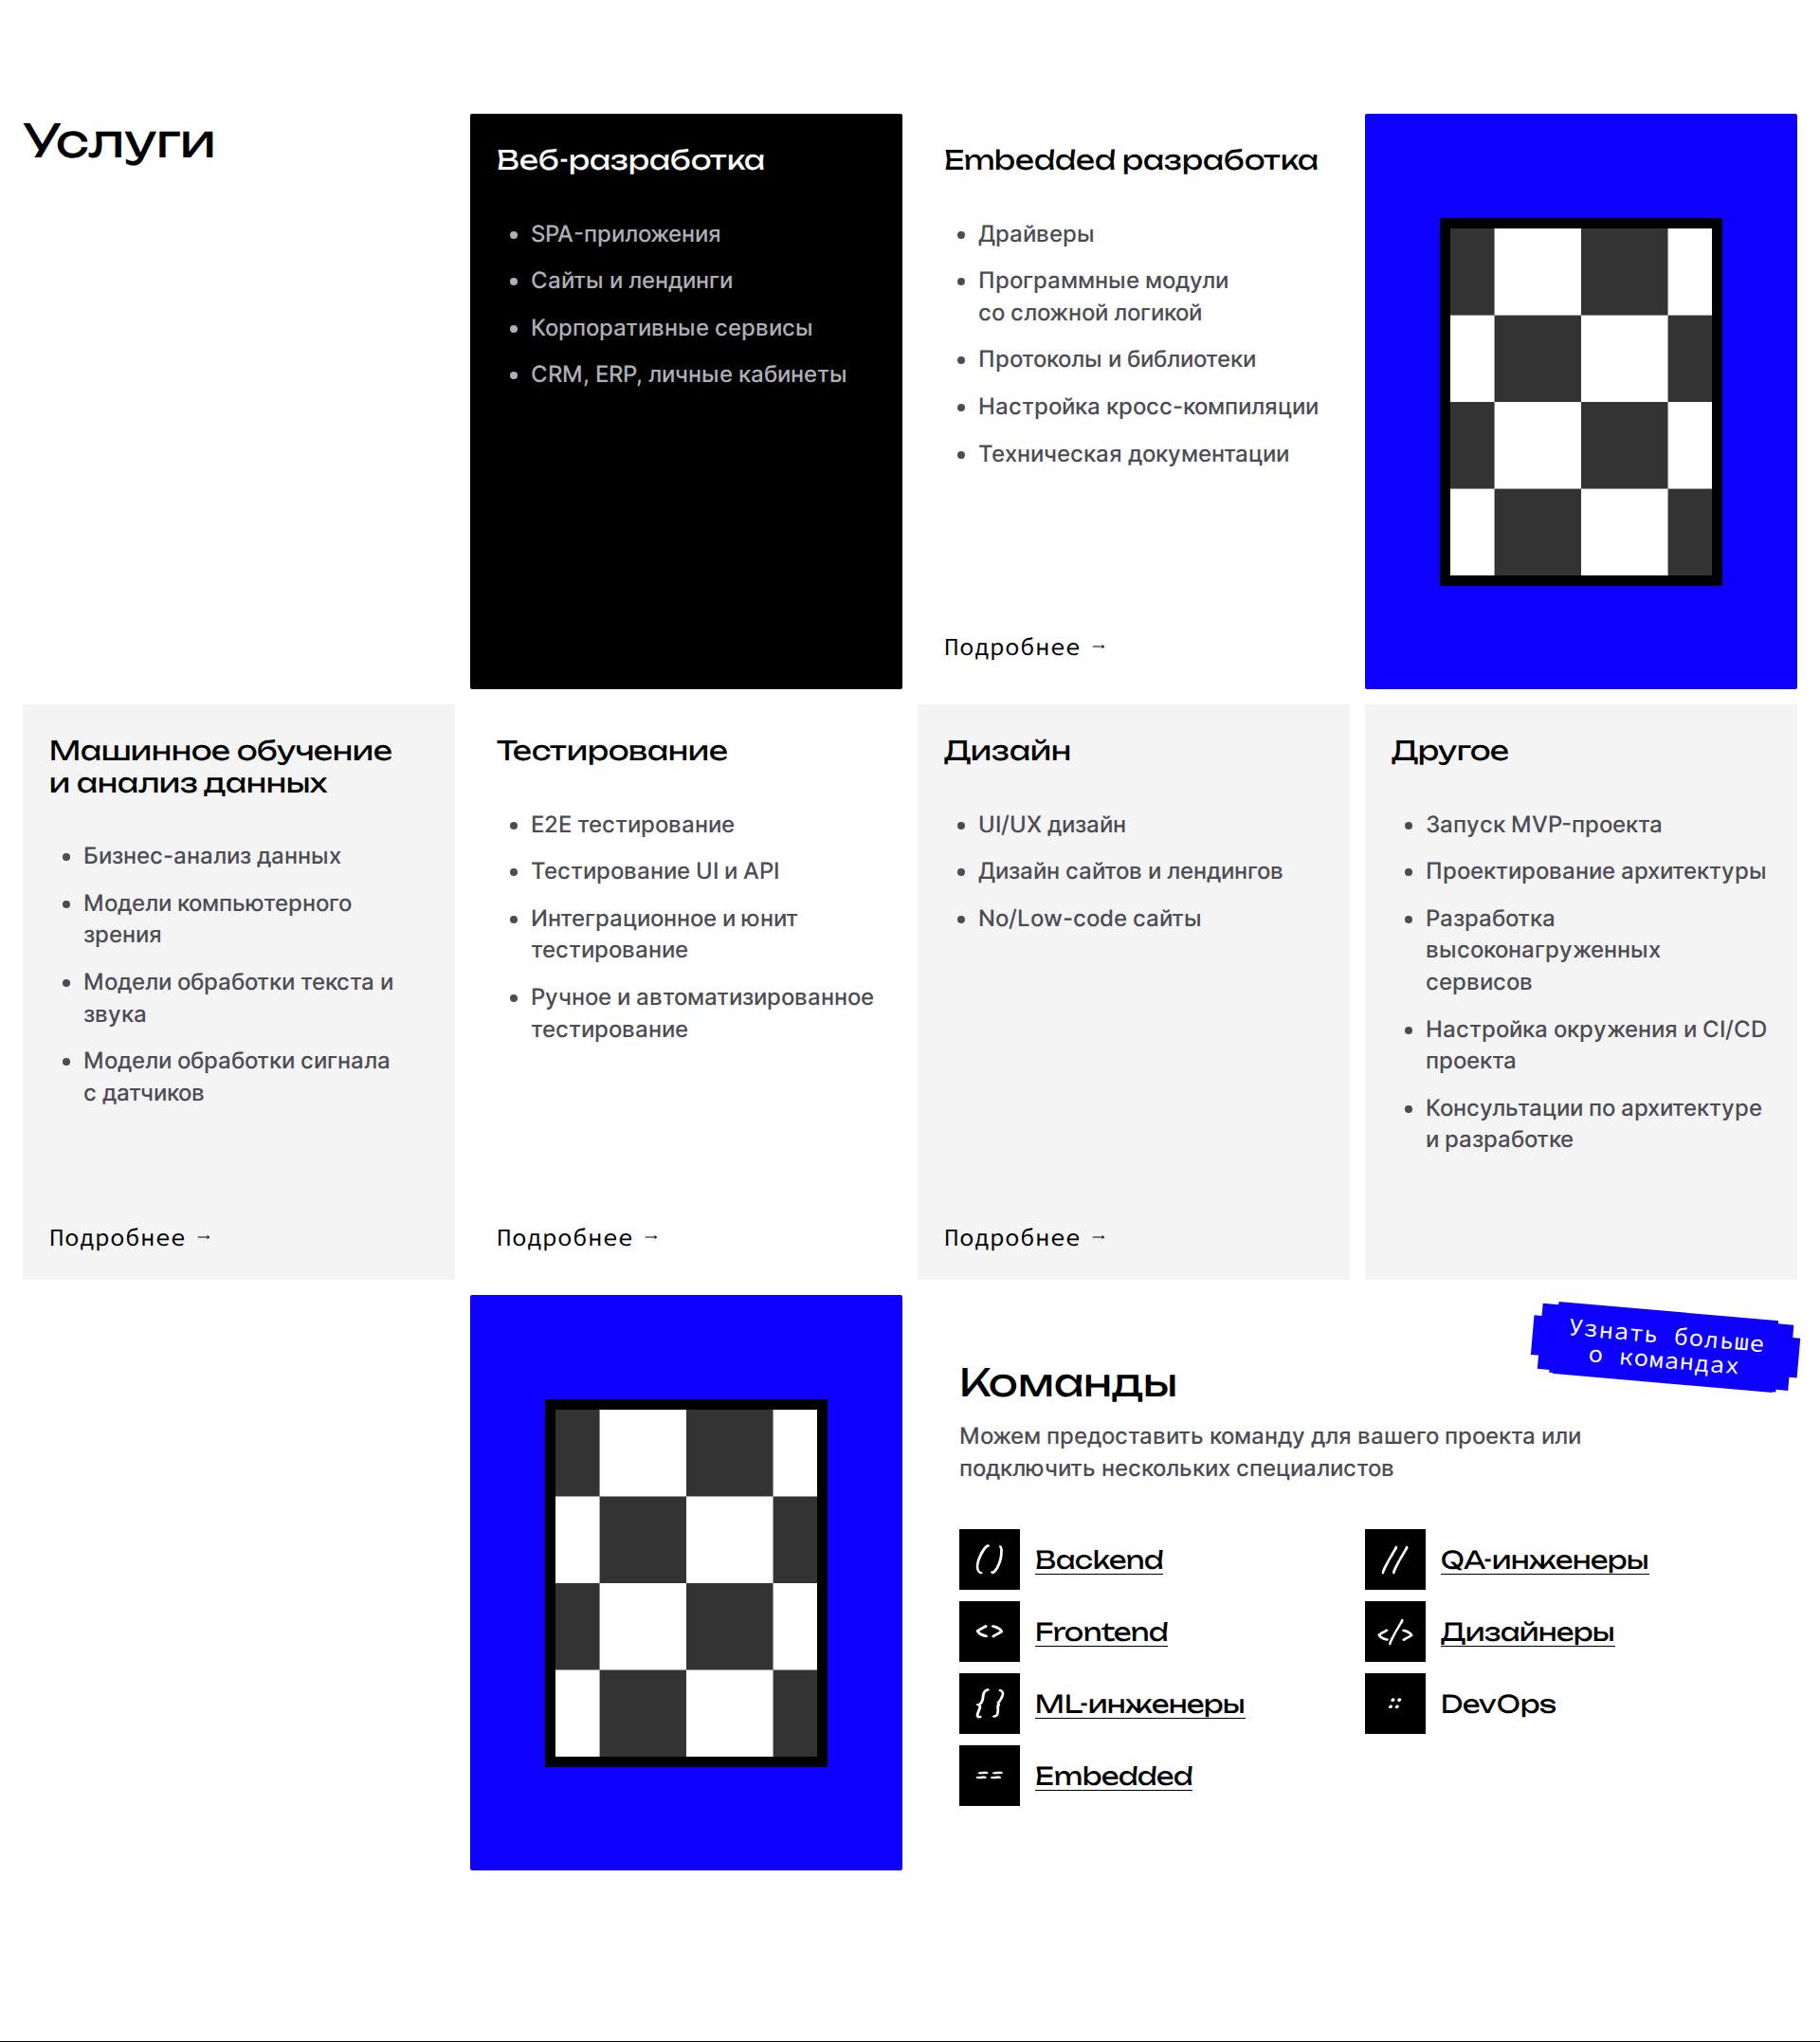 Услуги
Веб-разработка
SPA-приложения
Сайты и лендинги
Корпоративные сервисы
CRM, ERP, личные кабинеты
Embedded разработка
Драйверы
Программные модули
со сложной логикой
Протоколы и библиотеки
Настройка кросс-компиляции
Техническая документации
Подробнее →
Машинное обучение
и анализ данных
Бизнес-анализ данных
Модели компьютерного
зрения
Модели обработки текста и
звука
Модели обработки сигнала
с датчиков
Подробнее →
Тестирование
E2E тестирование
Тестирование UI и API
Интеграционное и юнит
тестирование
Ручное и автоматизированное
тестирование
Подробнее →
Дизайн
UI/UX дизайн
Дизайн сайтов и лендингов
No/Low-code сайты
Подробнее →
Другое
Запуск MVP-проекта
Проектирование архитектуры
Разработка
высоконагруженных
сервисов
Настройка окружения и CI/CD
проекта
Консультации по архитектуре
и разработке
Узнать больше
о командах
Команды
Можем предоставить команду для вашего проекта или
подключить нескольких специалистов
() Backend
<> Frontend
{} ML-инженеры
== Embedded
// QA-инженеры
</> Дизайнеры
:: DevOps